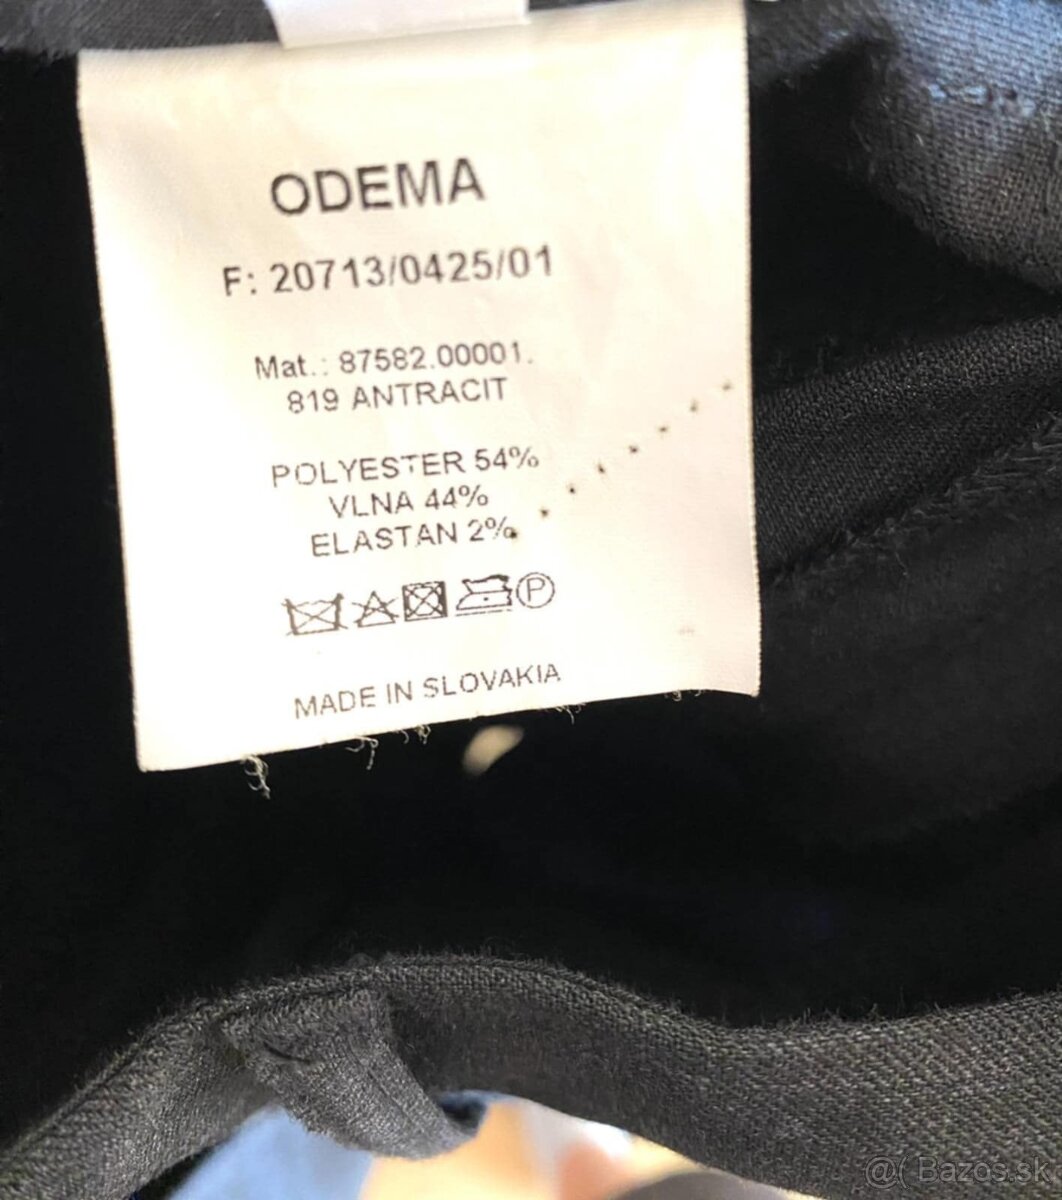 ODEMA
F: 20713/0425/01
Mat.: 87582.00001.
819 ANTRACIT
POLYESTER 54%
VLNA 44%
ELASTAN 2%
P
MADE IN SLOVAKIA
@( Bazos.sk